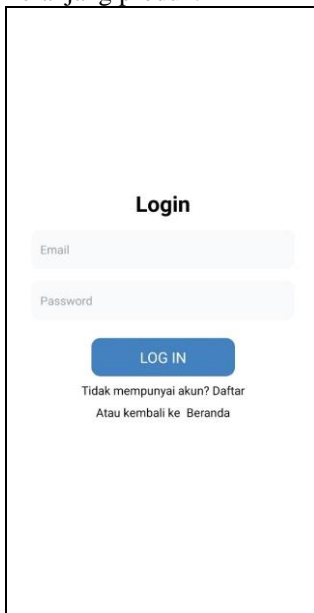 Login
Email
Password
LOG IN
Tidak mempunyai akun? Daftar
Atau kembali ke Beranda